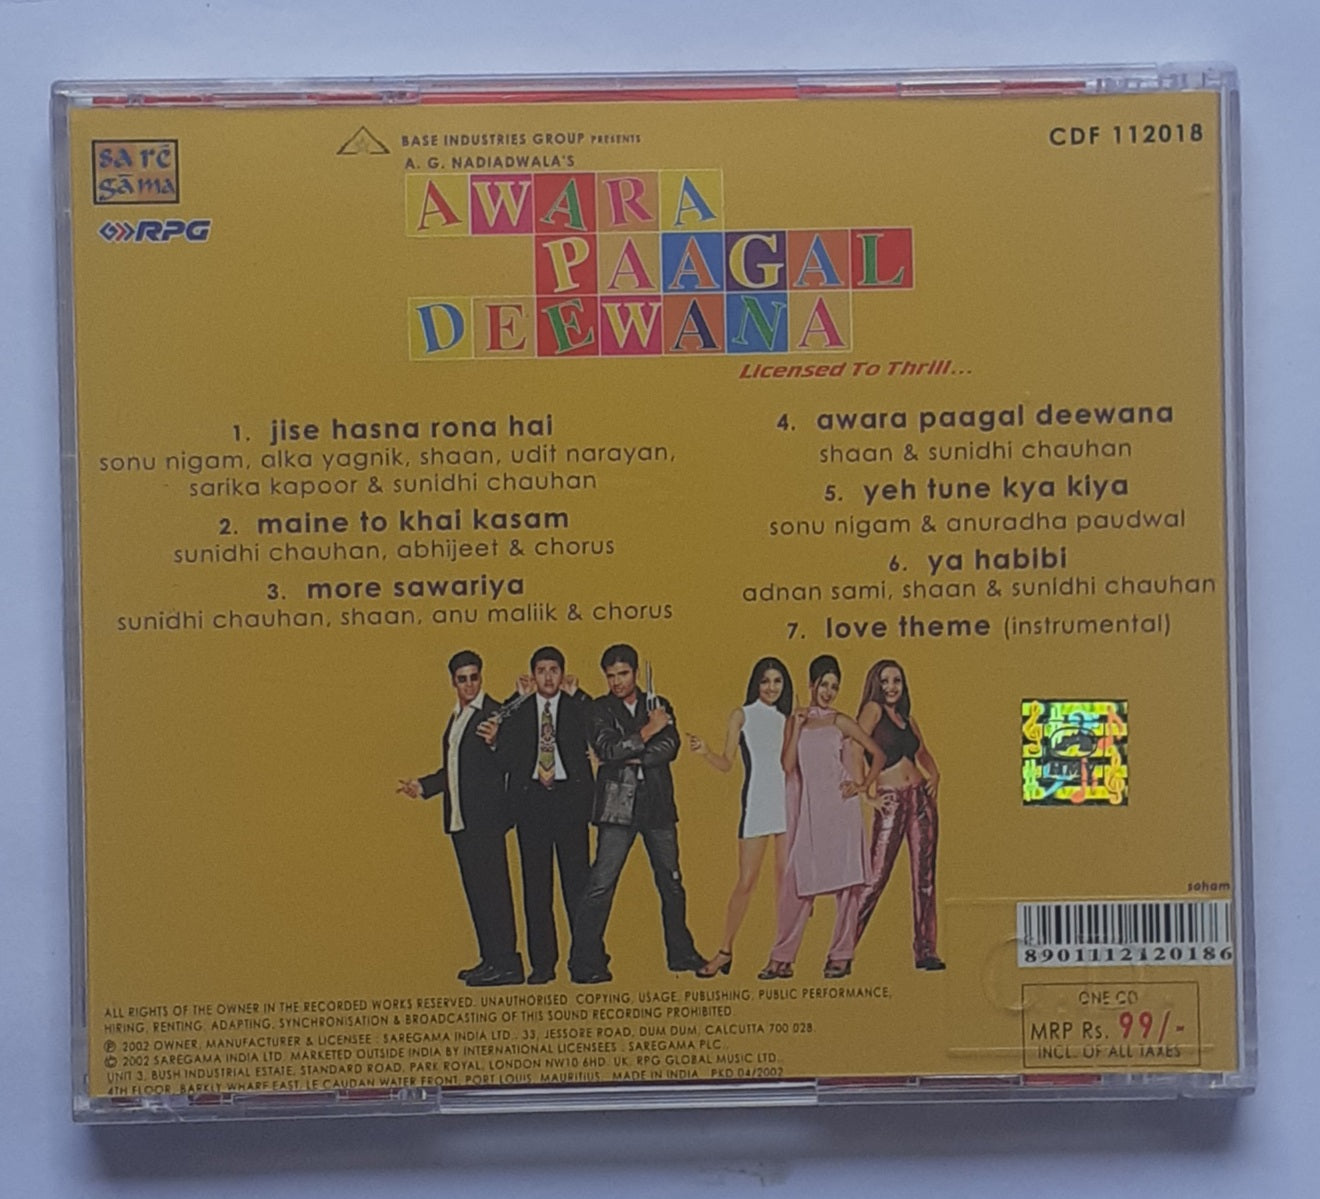 sa rē
gāma
RPG
BASE INDUSTRIES GROUP PRESENTS
A. G. NADIADWALA'S
AWARA
PAAGAL
DEEWANA
Licensed To Thrill...
CDF 112018
1. jise hasna rona hai
sonu nigam, alka yagnik, shaan, udit narayan,
sarika kapoor & sunidhi chauhan
2. maine to khai kasam
sunidhi chauhan, abhijeet & chorus
3. more sawariya
sunidhi chauhan, shaan, anu maliik & chorus
4. awara paagal deewana
shaan & sunidhi chauhan
5. yeh tune kya kiya
sonu nigam & anuradha paudwal
6. ya habibi
adnan sami, shaan & sunidhi chauhan
7. love theme (instrumental)
HMV
soham
8901112120186
ONE CD
MRP Rs. 99/-
INCL. OF ALL TAXES
ALL RIGHTS OF THE OWNER IN THE RECORDED WORKS RESERVED. UNAUTHORISED COPYING, USAGE, PUBLISHING, PUBLIC PERFORMANCE,
HIRING, RENTING, ADAPTING, SYNCHRONISATION & BROADCASTING OF THIS SOUND RECORDING PROHIBITED.
℗ 2002 OWNER, MANUFACTURER & LICENSEE : SAREGAMA INDIA LTD., 33, JESSORE ROAD, DUM DUM, CALCUTTA 700 028.
© 2002 SAREGAMA INDIA LTD. MARKETED OUTSIDE INDIA BY INTERNATIONAL LICENSEES : SAREGAMA PLC.,
UNIT 3, BUSH INDUSTRIAL ESTATE, STANDARD ROAD, PARK ROYAL, LONDON NW10 6HD. UK, RPG GLOBAL MUSIC LTD.,
4TH FLOOR, BARKLY WHARF EAST, LE CAUDAN WATER FRONT, PORT LOUIS, MAURITIUS. MADE IN INDIA. PKD.04/2002